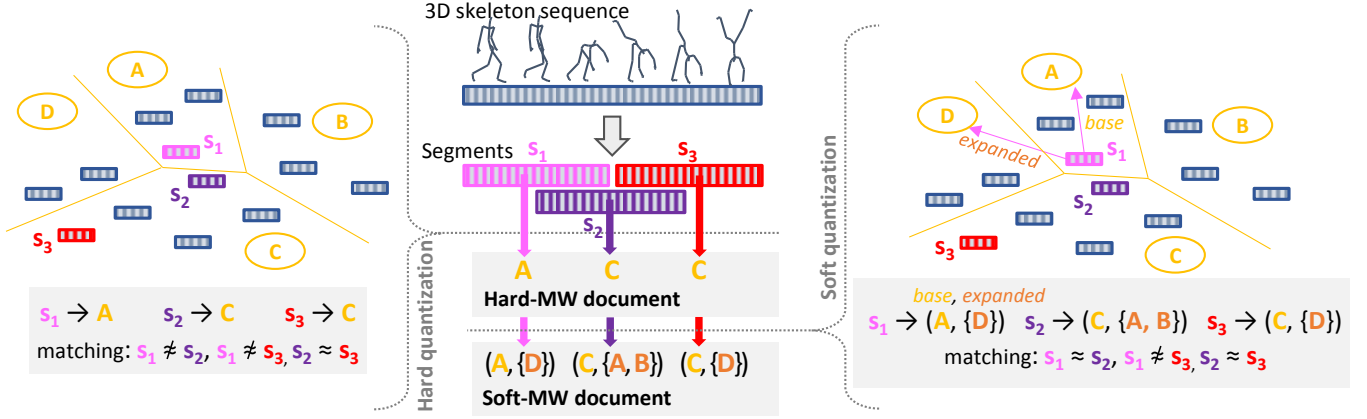 A
D
B
S1
S2
S3
C
S1 → A S2 → C S3 → C
matching: S1 ≉ S2, S1 ≉ S3, S2 ≈ S3
3D skeleton sequence
Segments
S1
S3
S2
Hard quantization
A C C
Hard-MW document
(A,{D}) (C,{A,B}) (C,{D})
Soft-MW document
Soft quantization
A
D
base
B
expanded
S1
S2
S3
C
base, expanded
S1 → (A, {D}) S2 → (C, {A, B}) S3 → (C, {D})
matching: S1 ≈ S2, S1 ≉ S3, S2 ≈ S3